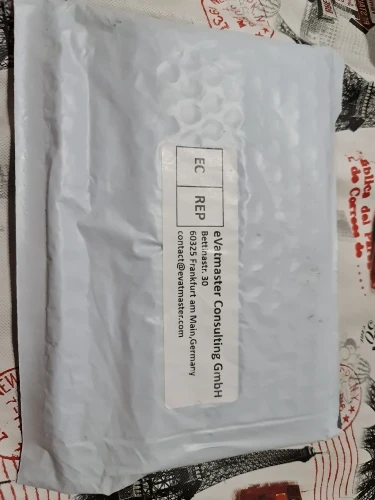 EC REP
eVatmaster Consulting GmbH
Bettinastr. 30
60325 Frankfurt am Main,Germany
contact@evatmaster.com